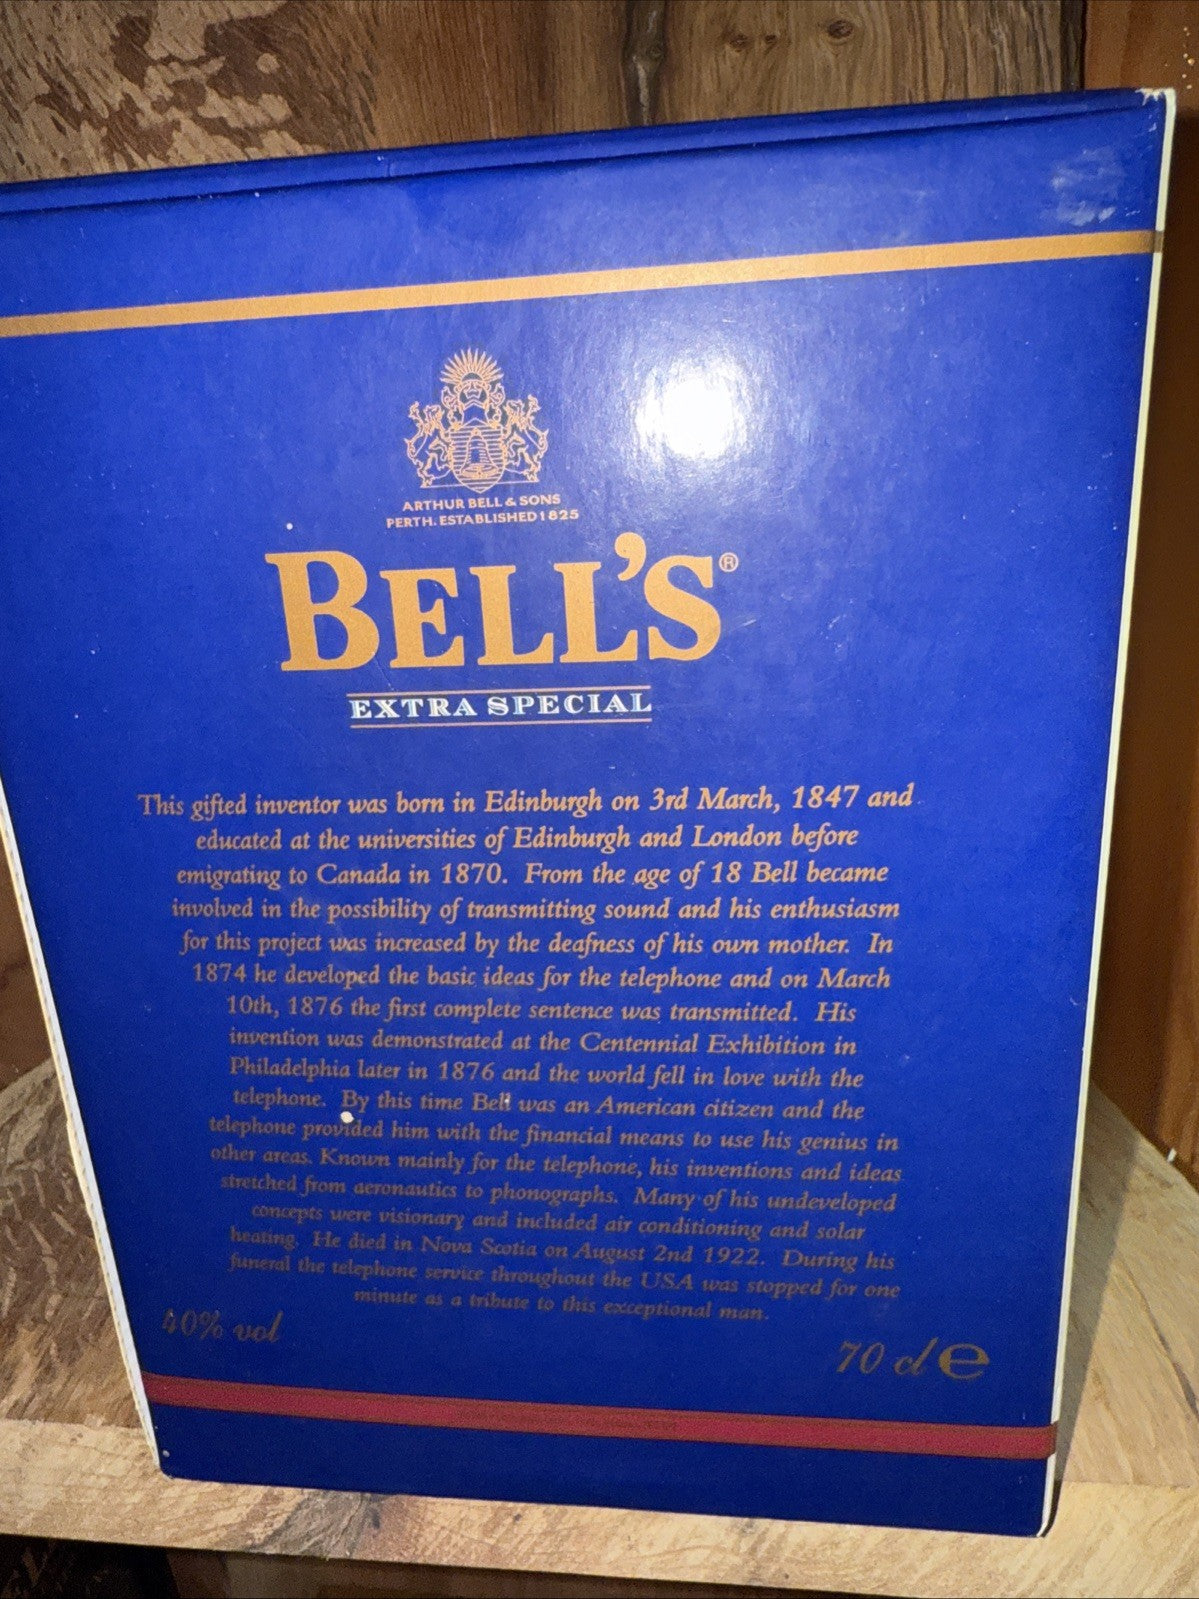 ARTHUR BELL & SONS
PERTH. ESTABLISHED 1825
BELL'S®
EXTRA SPECIAL
This gifted inventor was born in Edinburgh on 3rd March, 1847 and
educated at the universities of Edinburgh and London before
emigrating to Canada in 1870. From the age of 18 Bell became
involved in the possibility of transmitting sound and his enthusiasm
for this project was increased by the deafness of his own mother. In
1874 he developed the basic ideas for the telephone and on March
10th, 1876 the first complete sentence was transmitted. His
invention was demonstrated at the Centennial Exhibition in
Philadelphia later in 1876 and the world fell in love with the
telephone. By this time Bell was an American citizen and the
telephone provided him with the financial means to use his genius in
other areas. Known mainly for the telephone, his inventions and ideas
stretched from aeronautics to phonographs. Many of his undeveloped
concepts were visionary and included air conditioning and solar
heating. He died in Nova Scotia on August 2nd 1922. During his
funeral the telephone service throughout the USA was stopped for one
minute as a tribute to this exceptional man.
40% vol
70 cl e